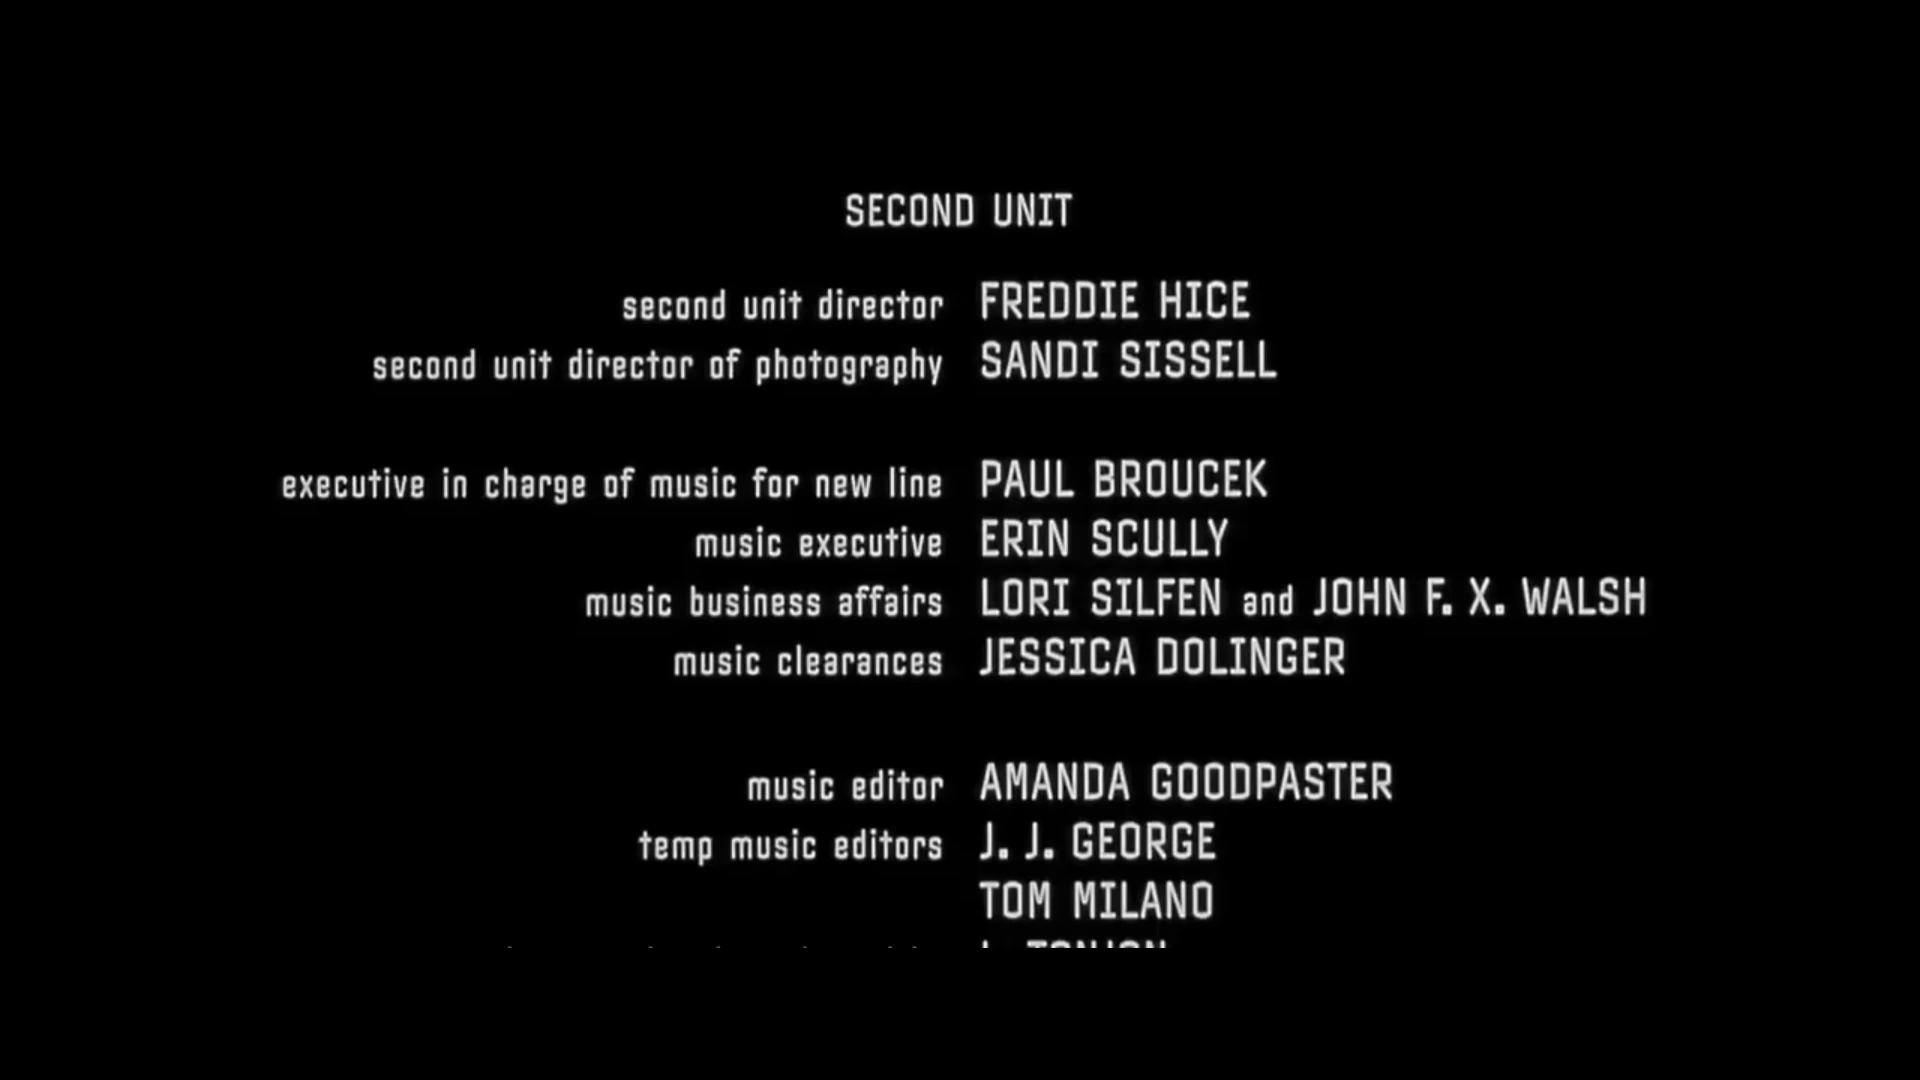 SECOND UNIT
second unit director FREDDIE HICE
second unit director of photography SANDI SISSELL
executive in charge of music for new line PAUL BROUCEK
music executive ERIN SCULLY
music business affairs LORI SILFEN and JOHN F. X. WALSH
music clearances JESSICA DOLINGER
music editor AMANDA GOODPASTER
temp music editors J. J. GEORGE
TOM MILANO